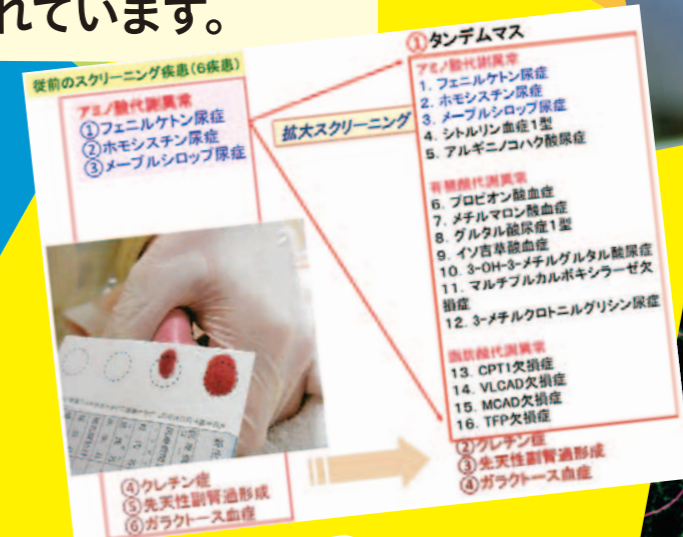 れています。
従前のスクリーニング疾患(6疾患)
アミノ酸代謝異常
①フェニルケトン尿症
②ホモシスチン尿症
③メープルシロップ尿症
④クレチン症
⑤先天性副腎過形成
⑥ガラクトース血症
拡大スクリーニング
①タンデムマス
アミノ酸代謝異常
1. フェニルケトン尿症
2. ホモシスチン尿症
3. メープルシロップ尿症
4. シトルリン血症1型
5. アルギニノコハク酸尿症
有機酸代謝異常
6. プロピオン酸血症
7. メチルマロン酸血症
8. グルタル酸尿症1型
9. イソ吉草酸血症
10. 3-OH-3-メチルグルタル酸尿症
11. マルチプルカルボキシラーゼ欠
損症
12. 3-メチルクロトニルグリシン尿症
脂肪酸代謝異常
13. CPT1欠損症
14. VLCAD欠損症
15. MCAD欠損症
16. TFP欠損症
②クレチン症
③先天性副腎過形成
④ガラクトース血症